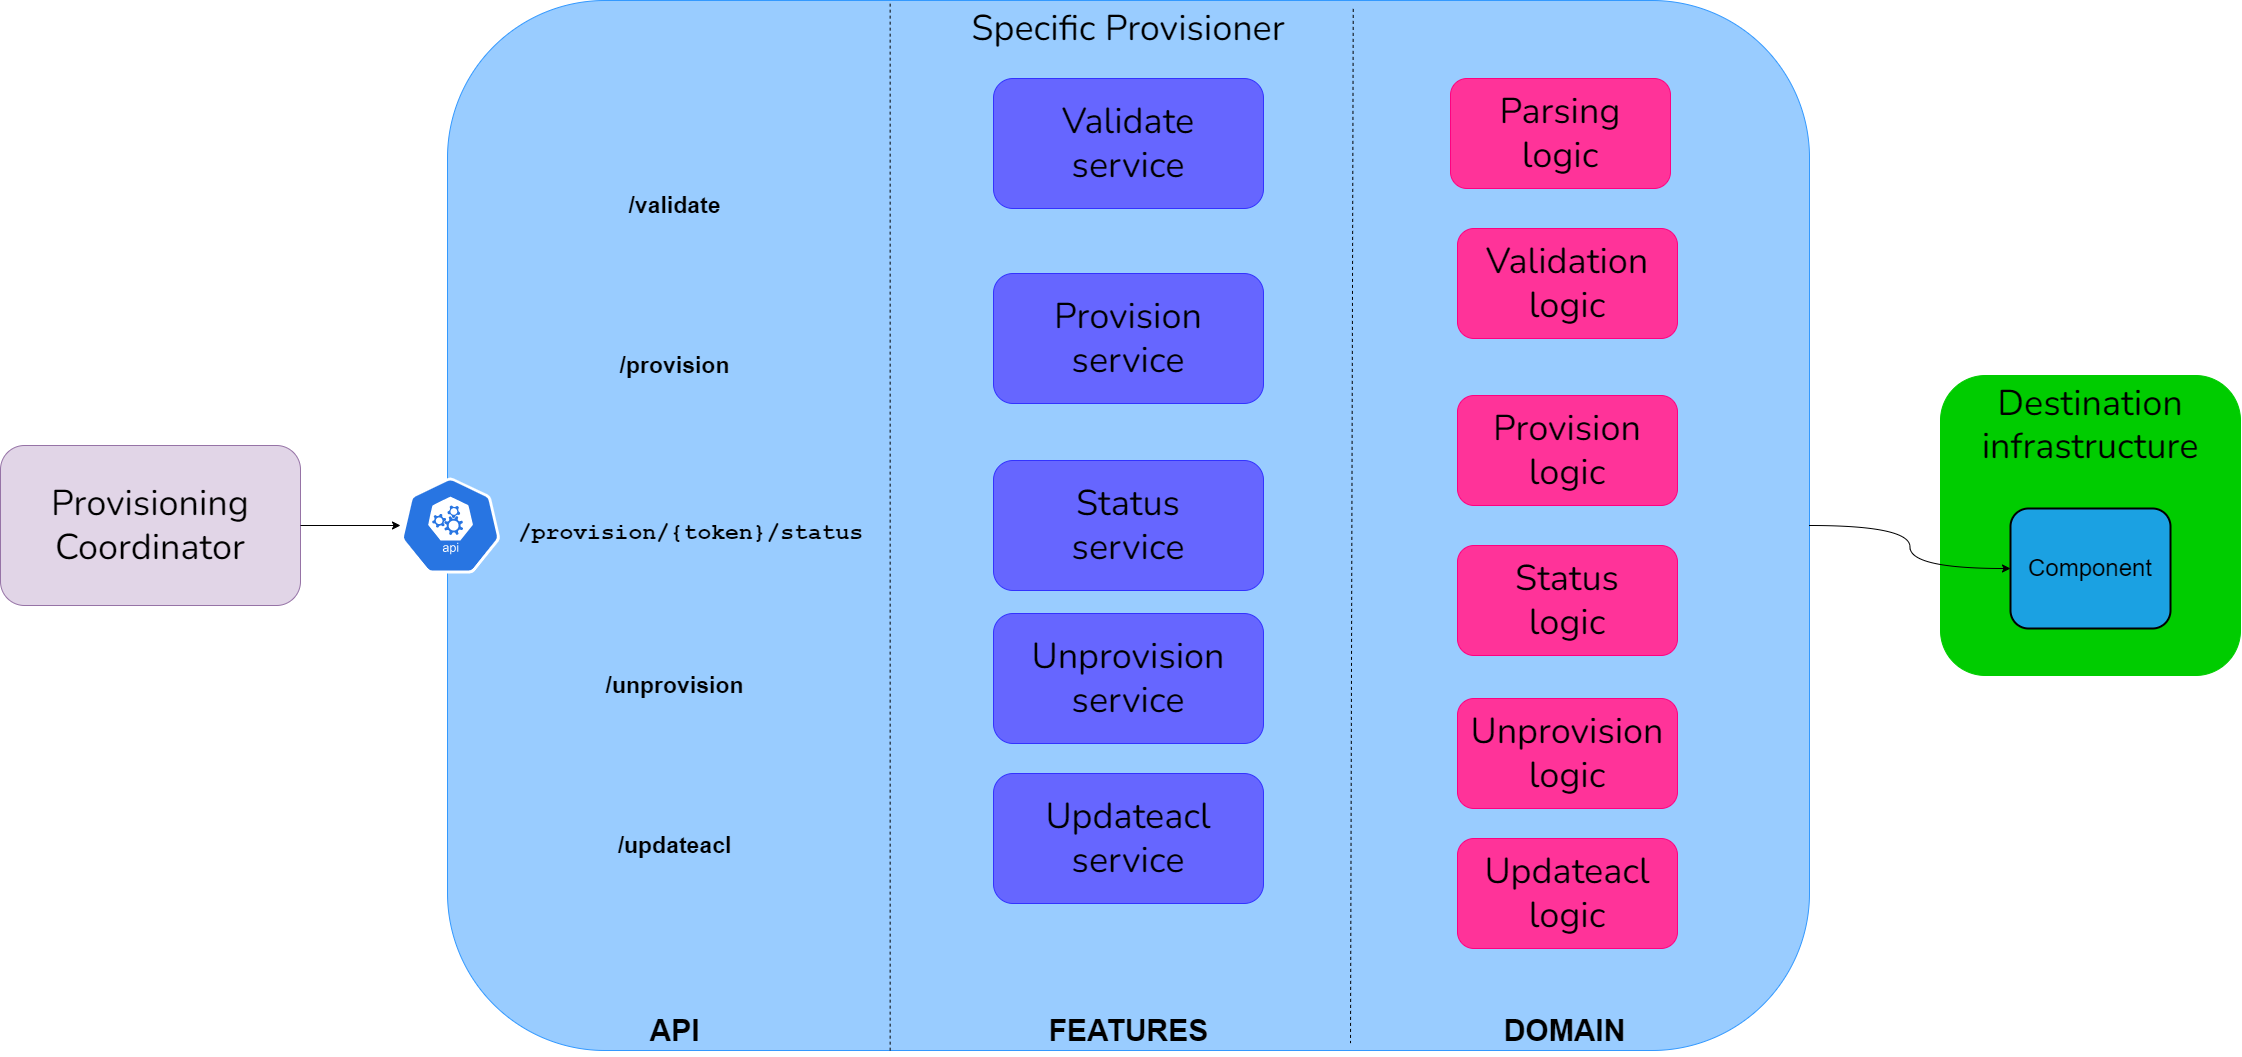 Specific Provisioner
Provisioning
Coordinator
api
/validate
/provision
/provision/{token}/status
/unprovision
/updateacl
API
Validate
service
Provision
service
Status
service
Unprovision
service
Updateacl
service
FEATURES
Parsing
logic
Validation
logic
Provision
logic
Status
logic
Unprovision
logic
Updateacl
logic
DOMAIN
Destination
infrastructure
Component